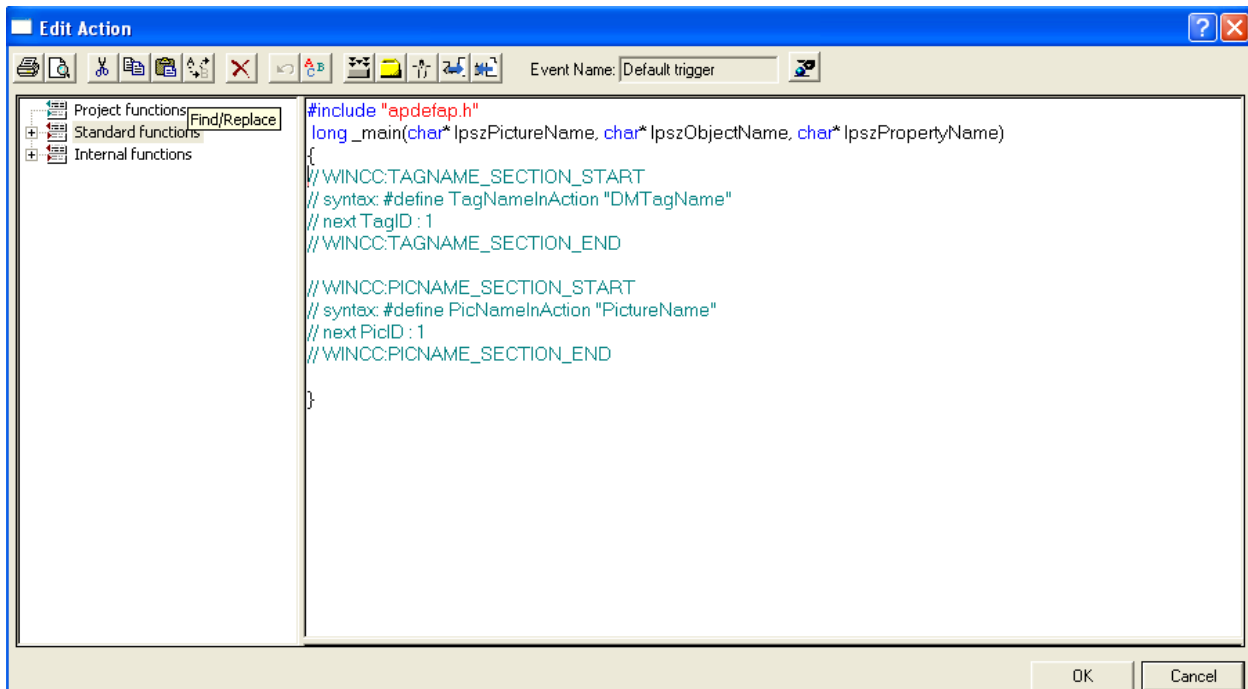 Edit Action
Event Name: Default trigger
Project functions
Find/Replace
Standard functions
Internal functions
#include "apdefap.h"
long _main(char* lpszPictureName, char* lpszObjectName, char* lpszPropertyName)
{
// WINCC:TAGNAME_SECTION_START
// syntax: #define TagNameInAction "DMTagName"
// next TagID : 1
// WINCC:TAGNAME_SECTION_END
// WINCC:PICNAME_SECTION_START
// syntax: #define PicNameInAction "PictureName"
// next PicID : 1
// WINCC:PICNAME_SECTION_END
}
OK
Cancel